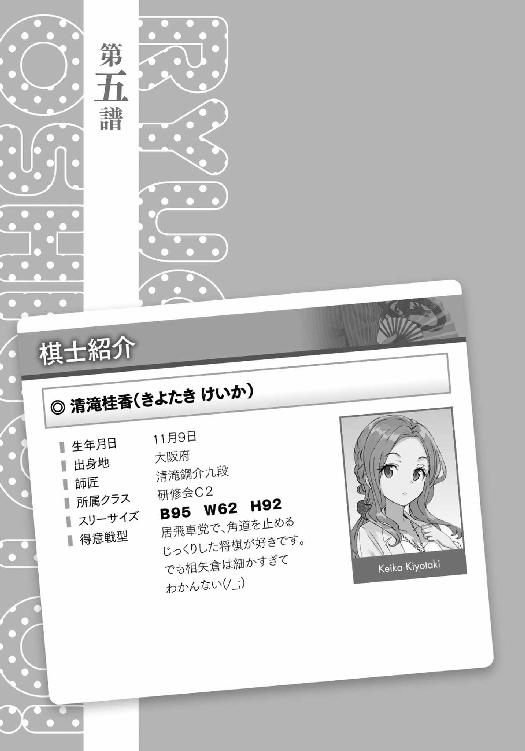 第五譜
RYUO
OSHI
棋士紹介
◎ 清滝桂香(きよたき けいか)
生年月日 11月9日
出身地 大阪府
師匠 清滝鋼介九段
所属クラス 研修会C2
スリーサイズ B95 W62 H92
得意戦型 居飛車党で、角道を止める
じっくりした将棋が好きです。
でも相矢倉は細かすぎて
わかんない(/_;)
Keika Kiyotaki